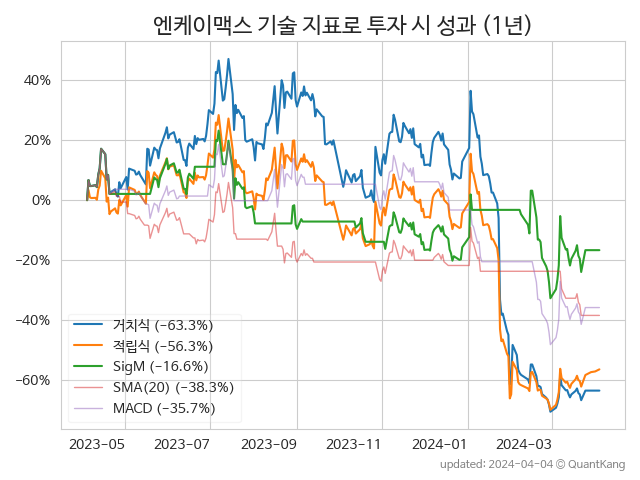 엔케이맥스 기술 지표로 투자 시 성과 (1년)
40%
20%
0%
−20%
−40%
−60%
거치식 (−63.3%)
적립식 (−56.3%)
SigM (−16.6%)
SMA(20) (−38.3%)
MACD (−35.7%)
2023−05 2023−07 2023−09 2023−11 2024−01 2024−03
updated: 2024−04−04 © QuantKang